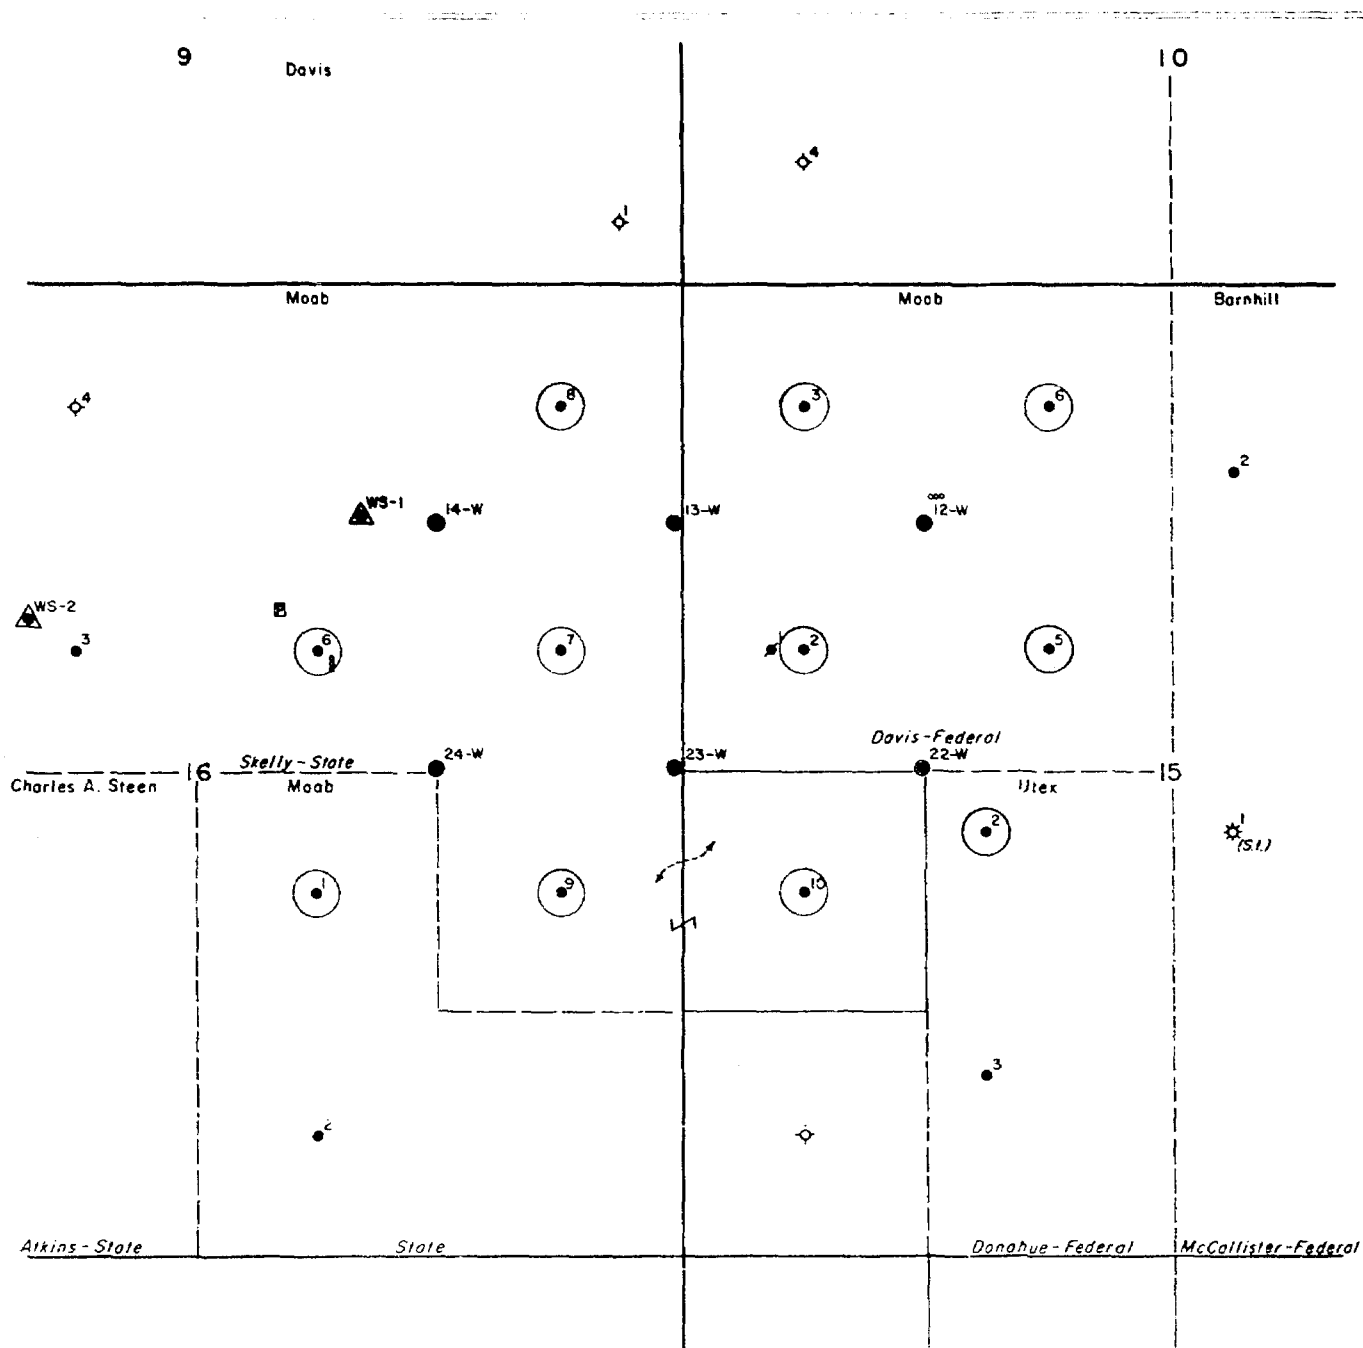 9
10
Davis
4
1
Moab
Moab
Barnhill
4
8
3
6
2
WS-1
14-W
13-W
12-W
WS-2
P
3
6
7
1
2
5
Davis-Federal
24-W
23-W
22-W
Skelly-State
16
15
Charles A. Steen
Moab
Utex
2
1
(S.I.)
1
9
10
3
2
Atkins-State
State
Donahue-Federal
McCallister-Federal